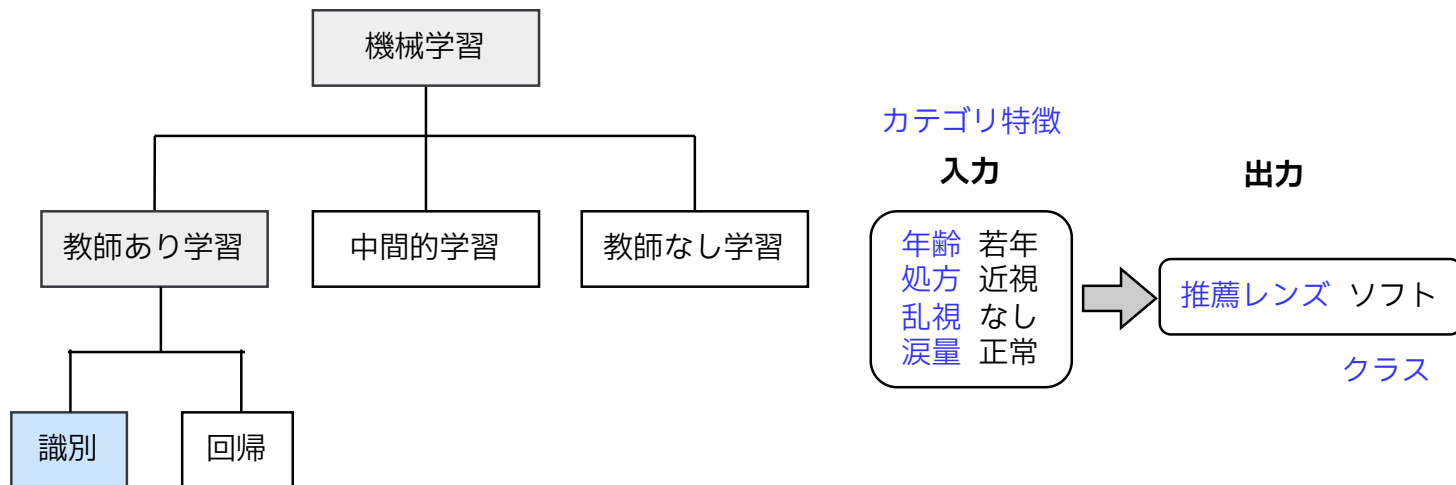 機械学習
教師あり学習
中間的学習
教師なし学習
識別
回帰
カテゴリ特徴
入力
出力
年齢 若年
処方 近視
乱視 なし
涙量 正常
推薦レンズ ソフト
クラス